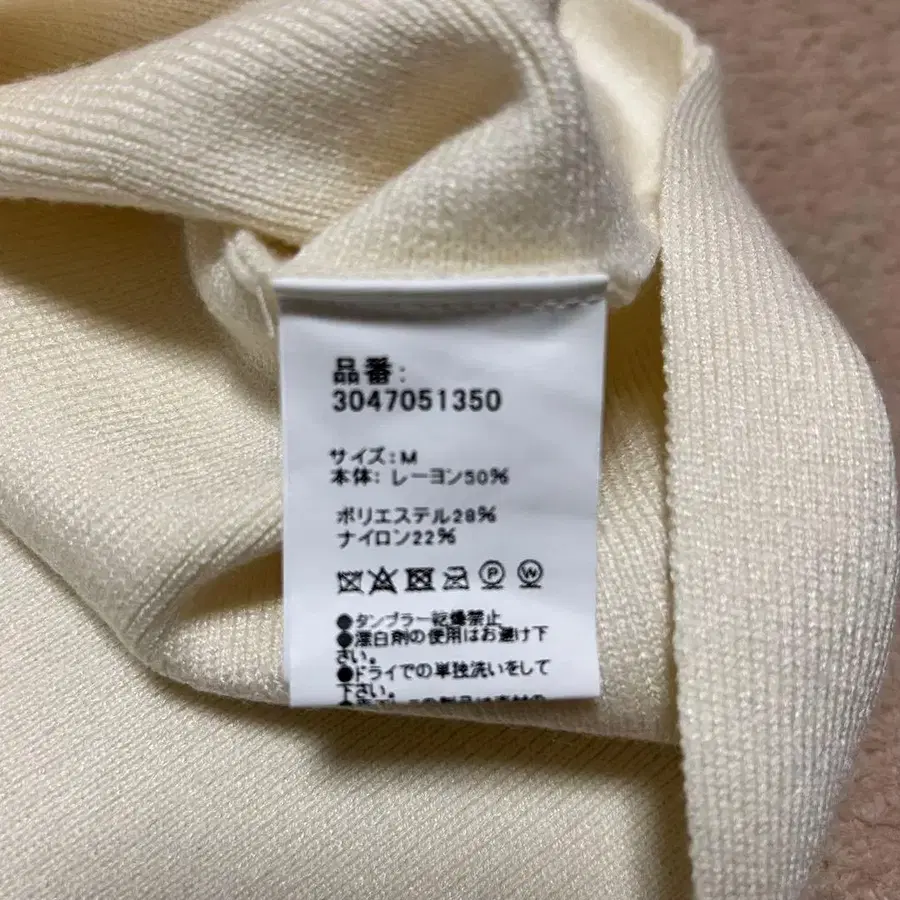 品番:
3047051350
サイズ:M
本体: レーヨン50%
ポリエステル28%
ナイロン22%
P W
●タンブラー乾燥禁止
●漂白剤の使用はお避け下
さい。
●ドライでの単独洗いをして
下さい。